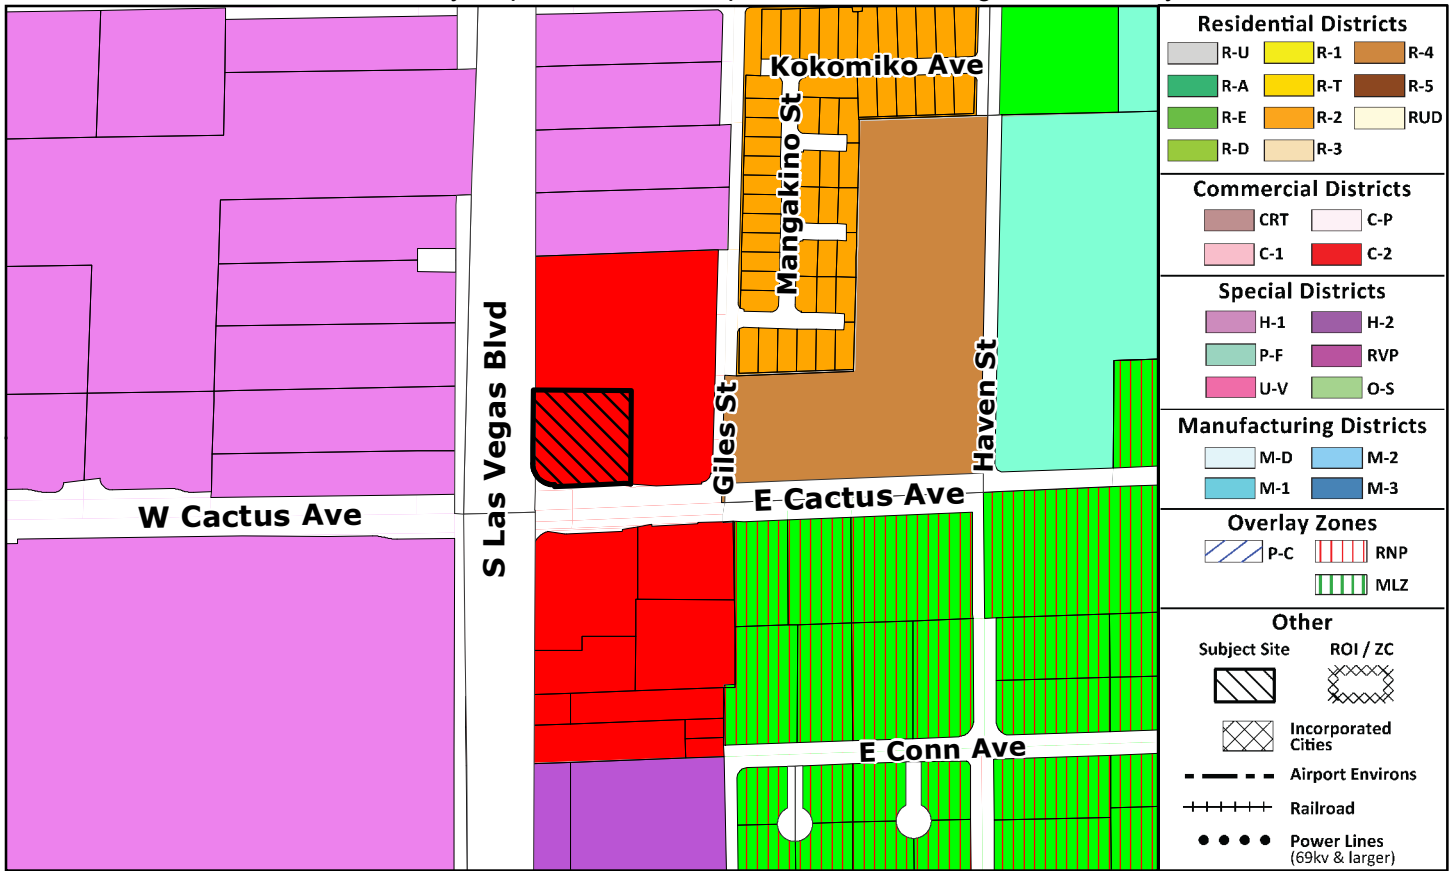 Kokomiko Ave
Mangakino St
S Las Vegas Blvd
Giles St
Haven St
W Cactus Ave
E Cactus Ave
E Conn Ave
Residential Districts
R-U R-1 R-4
R-A R-T R-5
R-E R-2 RUD
R-D R-3
Commercial Districts
CRT C-P
C-1 C-2
Special Districts
H-1 H-2
P-F RVP
U-V O-S
Manufacturing Districts
M-D M-2
M-1 M-3
Overlay Zones
P-C RNP
MLZ
Other
Subject Site ROI / ZC
Incorporated
Cities
Airport Environs
Railroad
Power Lines
(69kv & larger)